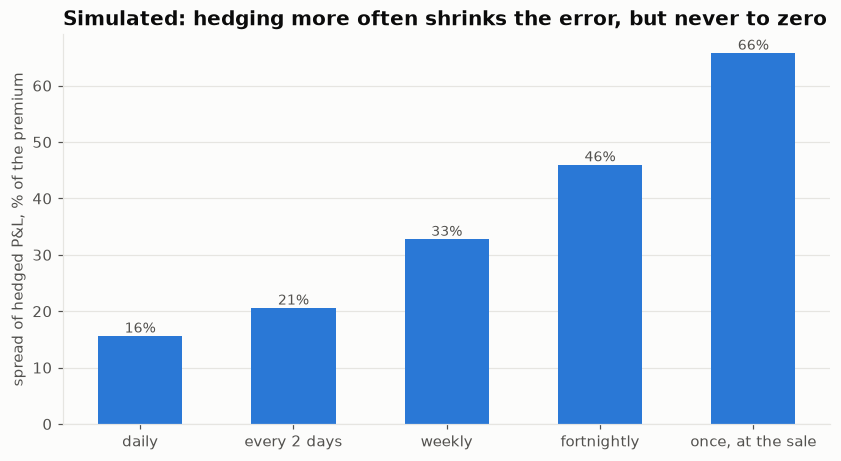 Simulated: hedging more often shrinks the error, but never to zero
spread of hedged P&L, % of the premium
60
50
40
30
20
10
0
16%
21%
33%
46%
66%
daily
every 2 days
weekly
fortnightly
once, at the sale